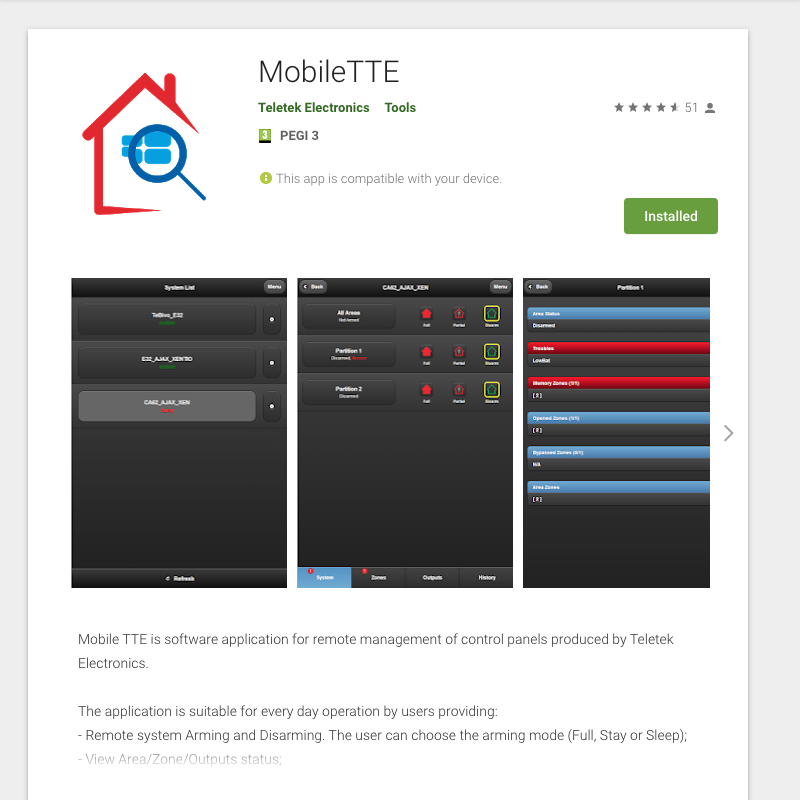 MobileTTE
Teletek Electronics Tools
51
3 PEGI 3
This app is compatible with your device.
Installed
System List Menu
TeBivo_E32
E32_AJAX_XENTIO
CA62_AJAX_XEN
Refresh
Back CA62_AJAX_XEN Menu
All Areas
Not Armed
Full Partial Disarm
Partition 1
Disarmed,
Full Partial Disarm
Partition 2
Disarmed
Full Partial Disarm
System Zones Outputs History
Back Partition 1
Area Status
Disarmed
Troubles
LowBat
Memory Zones (1/1)
[ 2 ]
Opened Zones (1/1)
[ 2 ]
Bypassed Zones (0/1)
N/A
Area Zones
[ 2 ]
Mobile TTE is software application for remote management of control panels produced by Teletek
Electronics.
The application is suitable for every day operation by users providing:
- Remote system Arming and Disarming. The user can choose the arming mode (Full, Stay or Sleep);
- View Area/Zone/Outputs status;